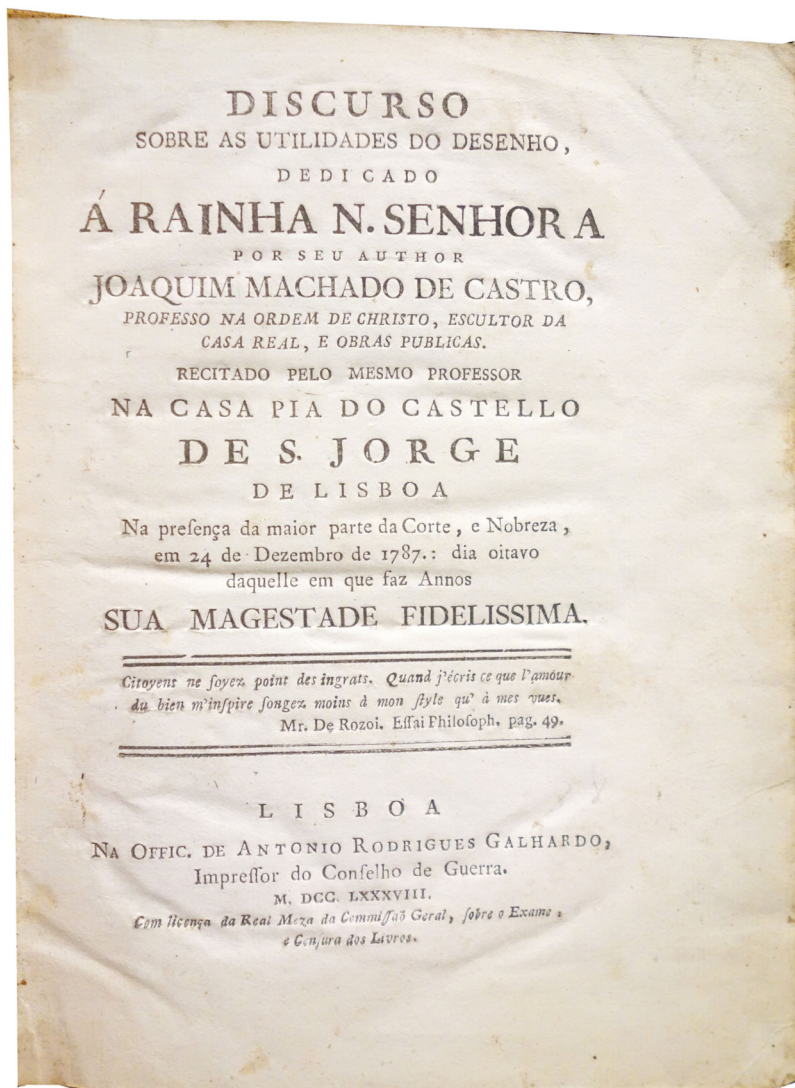 DISCURSO
SOBRE AS UTILIDADES DO DESENHO,
DEDICADO
Á RAINHA N. SENHORA
POR SEU AUTHOR
JOAQUIM MACHADO DE CASTRO,
PROFESSO NA ORDEM DE CHRISTO, ESCULTOR DA
CASA REAL, E OBRAS PUBLICAS.
RECITADO PELO MESMO PROFESSOR
NA CASA PIA DO CASTELLO
DE S. JORGE
DE LISBOA
Na preſença da maior parte da Corte, e Nobreza,
em 24 de Dezembro de 1787.: dia oitavo
daquelle em que faz Annos
SUA MAGESTADE FIDELISSIMA.
Citoyens ne ſoyez point des ingrats. Quand j'écris ce que l'amour
du bien m'inſpire ſongez moins à mon ſtyle qu' à mes vues.
Mr. De Rozoi. Eſſai Philoſoph. pag. 49.
LISBOA
NA OFFIC. DE ANTONIO RODRIGUES GALHARDO,
Impreſſor do Conſelho de Guerra.
M. DCC. LXXXVIII.
Com licença da Real Meza da Commiſſaõ Geral, ſobre o Exame,
e Cenſura dos Livros.